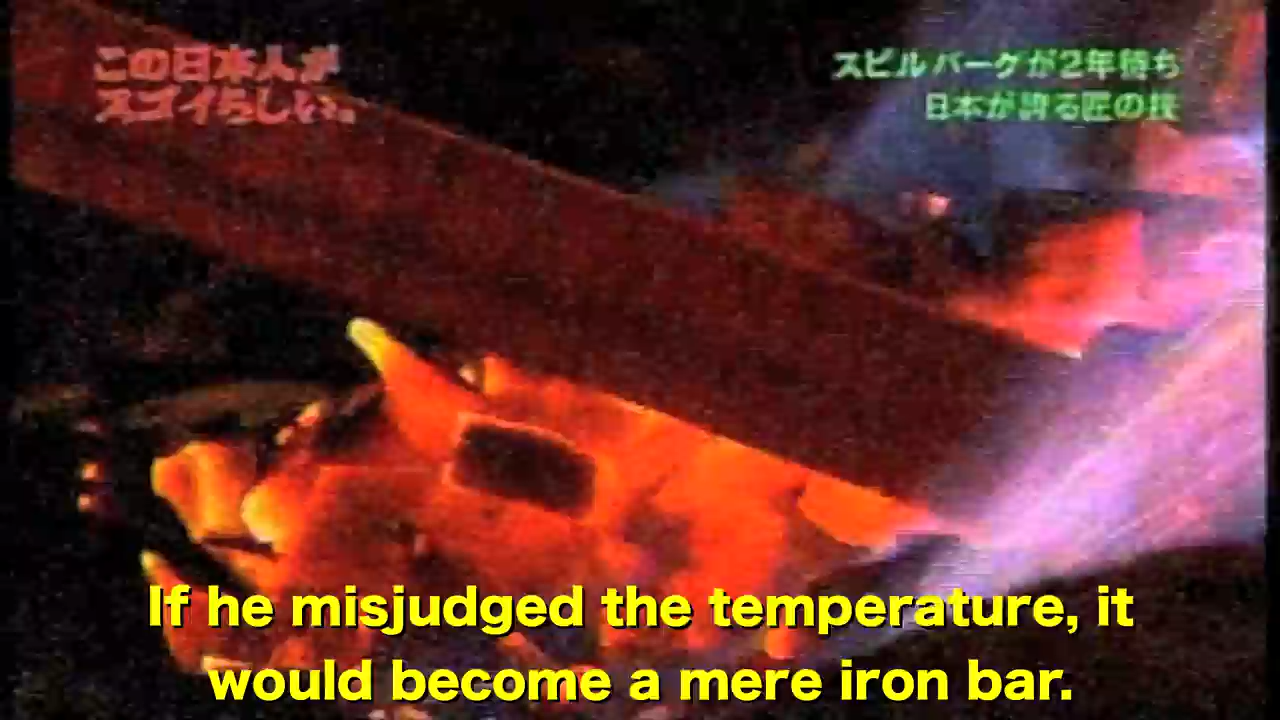 この日本人が
スゴイらしい。
スピルバーグが2年待ち
日本が誇る匠の技
If he misjudged the temperature, it
would become a mere iron bar.